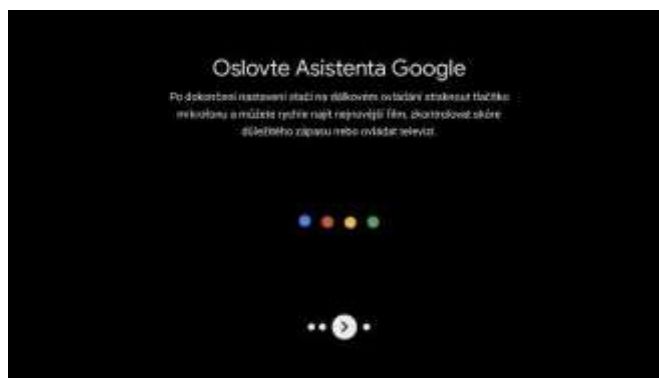 Oslovte Asistenta Google
Po dokončení nastavení stačí na dálkovém ovládání stisknout tlačítko
mikrofonu a můžete rychle najít nejnovější film, zkontrolovat skóre
důležitého zápasu nebo ovládat televizi.